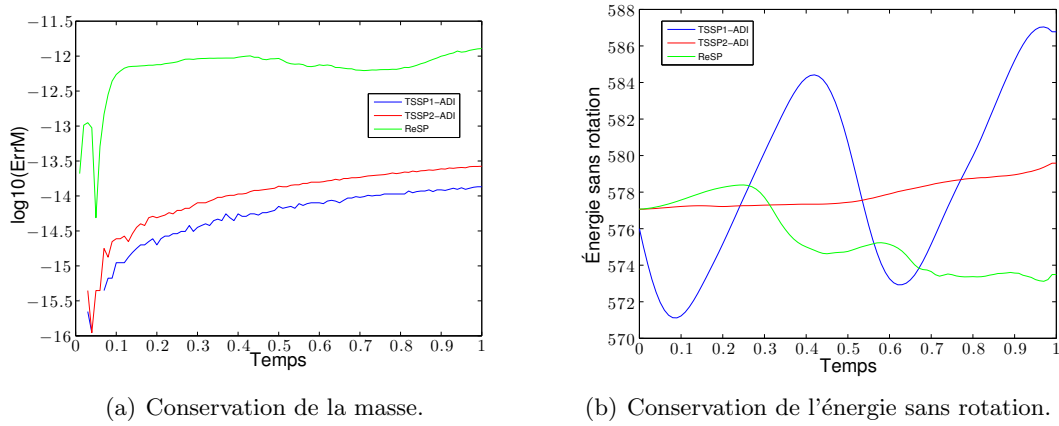 −11.5
−12
−12.5
−13
−13.5
−14
−14.5
−15
−15.5
−16
log10(ErrM)
TSSP1−ADI
TSSP2−ADI
ReSP
0 0.1 0.2 0.3 0.4 0.5 0.6 0.7 0.8 0.9 1
Temps
(a) Conservation de la masse.
588
586
584
582
580
578
576
574
572
570
Énergie sans rotation
TSSP1−ADI
TSSP2−ADI
ReSP
0 0.1 0.2 0.3 0.4 0.5 0.6 0.7 0.8 0.9 1
Temps
(b) Conservation de l'énergie sans rotation.